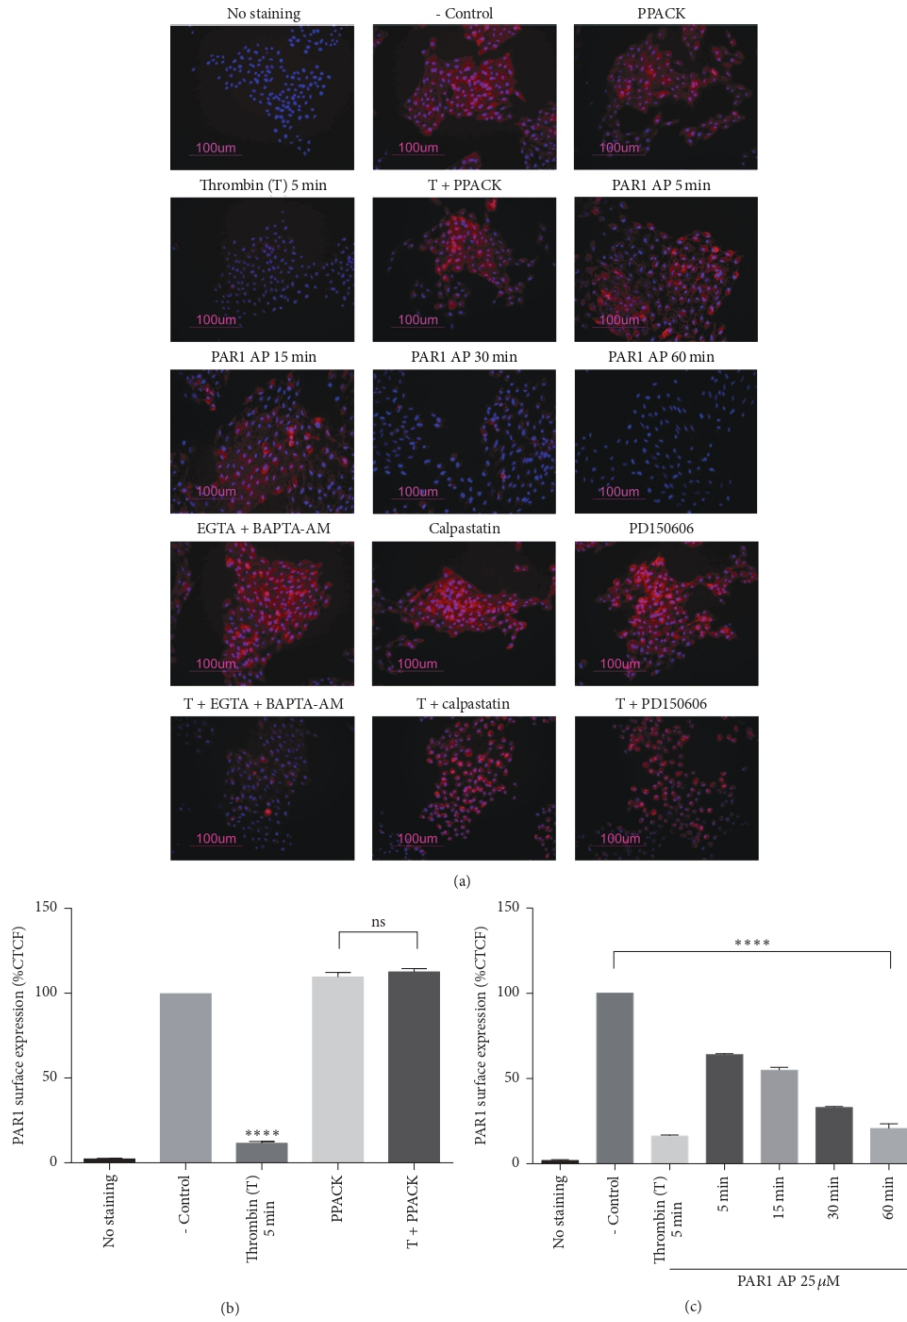 No staining
- Control
PPACK
100um
100um
100um
Thrombin (T) 5 min
T + PPACK
PAR1 AP 5 min
100um
100um
100um
PAR1 AP 15 min
PAR1 AP 30 min
PAR1 AP 60 min
100um
100um
100um
EGTA + BAPTA-AM
Calpastatin
PD150606
100um
100um
100um
T + EGTA + BAPTA-AM
T + calpastatin
T + PD150606
100um
100um
100um
(a)
PAR1 surface expression (%CTCF)
150
100
50
0
ns
****
No staining
- Control
Thrombin (T)
5 min
PPACK
T + PPACK
(b)
PAR1 surface expression (%CTCF)
150
100
50
0
****
No staining
- Control
Thrombin (T)
5 min
5 min
15 min
30 min
60 min
PAR1 AP 25 μM
(c)